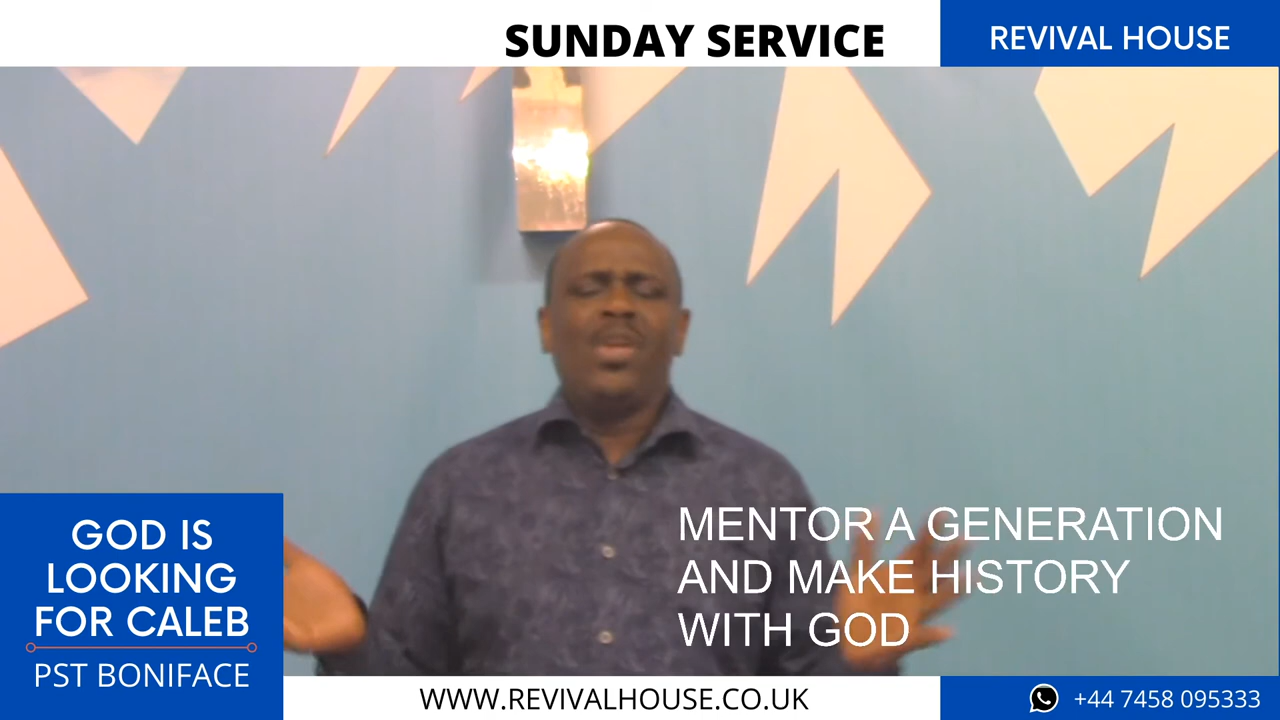 SUNDAY SERVICE
REVIVAL HOUSE
GOD IS
LOOKING
FOR CALEB
PST BONIFACE
MENTOR A GENERATION
AND MAKE HISTORY
WITH GOD
WWW.REVIVALHOUSE.CO.UK
+44 7458 095333